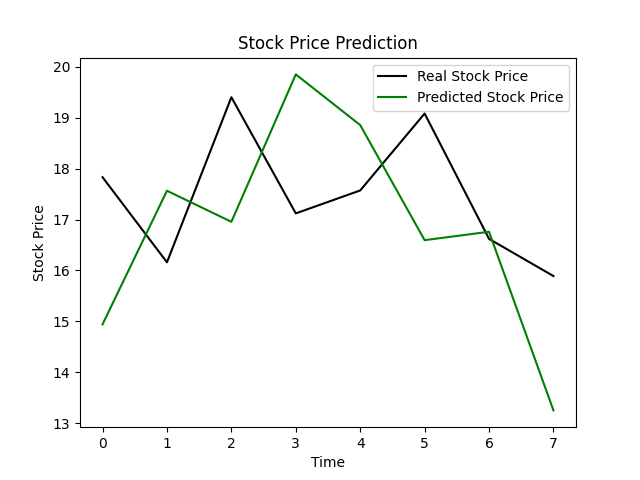 Stock Price Prediction
Real Stock Price
Predicted Stock Price
Stock Price
20
19
18
17
16
15
14
13
0 1 2 3 4 5 6 7
Time